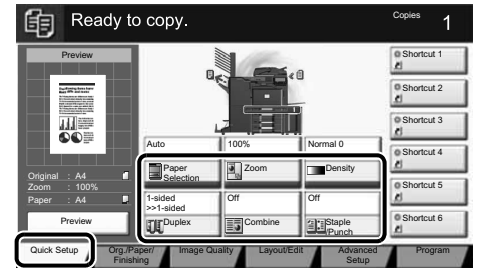 Ready to copy.
Copies 1
Preview
Original : A4
Zoom : 100%
Paper : A4
Preview
Auto
100%
Normal 0
Paper
Selection
Zoom
Density
1-sided
>>1-sided
Off
Off
Duplex
Combine
Staple
/Punch
Shortcut 1
Shortcut 2
Shortcut 3
Shortcut 4
Shortcut 5
Shortcut 6
Quick Setup
Org./Paper/
Finishing
Image Quality
Layout/Edit
Advanced
Setup
Program